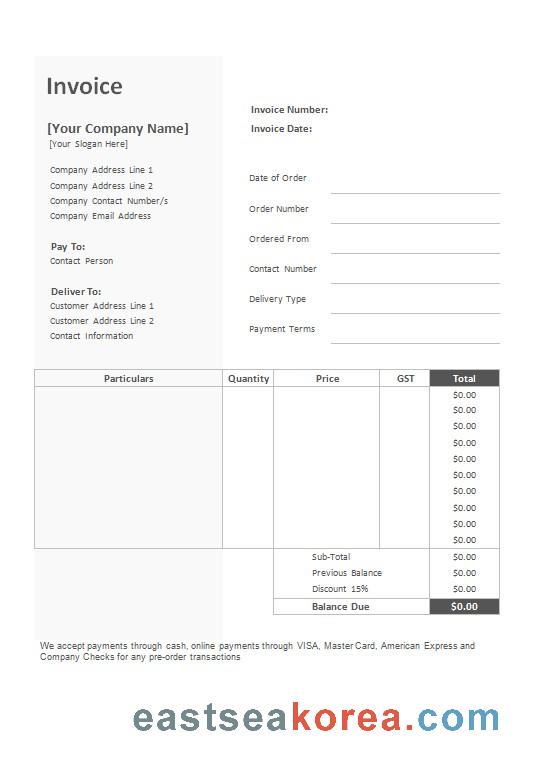 Invoice
Invoice Number:
Invoice Date:
[Your Company Name]
[Your Slogan Here]
Company Address Line 1
Company Address Line 2
Company Contact Number/s
Company Email Address
Pay To:
Contact Person
Deliver To:
Customer Address Line 1
Customer Address Line 2
Contact Information
Date of Order
Order Number
Ordered From
Contact Number
Delivery Type
Payment Terms
Particulars Quantity Price GST Total
$0.00
$0.00
$0.00
$0.00
$0.00
$0.00
$0.00
$0.00
$0.00
$0.00
Sub-Total $0.00
Previous Balance $0.00
Discount 15% $0.00
Balance Due $0.00
We accept payments through cash, online payments through VISA, Master Card, American Express and
Company Checks for any pre-order transactions
eastseakorea.com